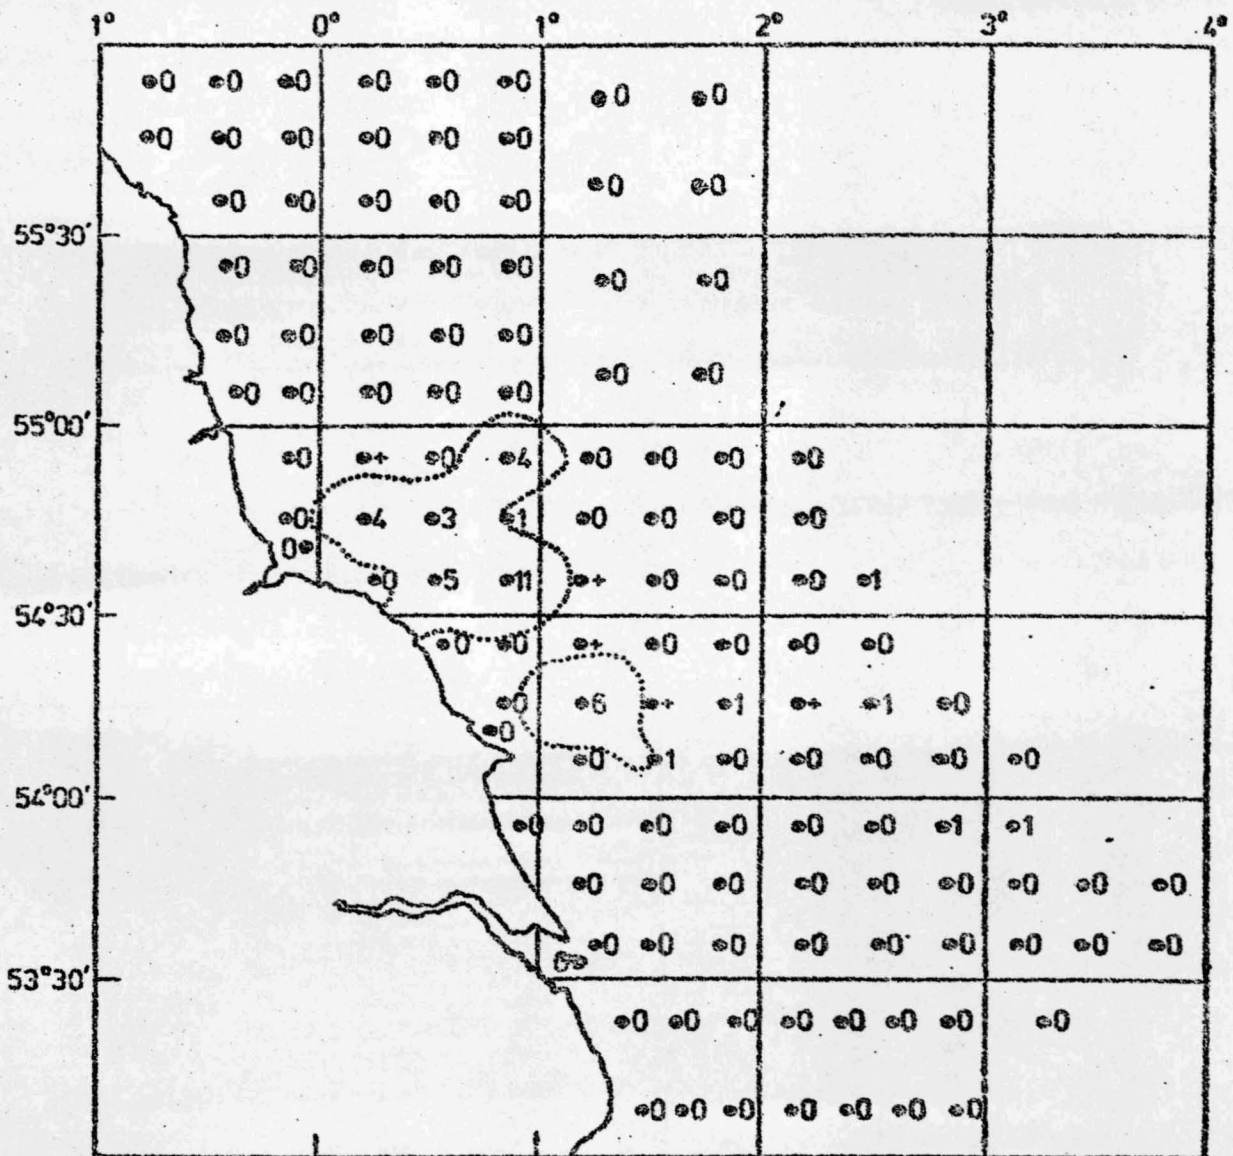 1° 0° 1° 2° 3° 4°
0 0 0 0 0 0 0 0
0 0 0 0 0 0
0 0 0 0 0 0 0
55°30'
0 0 0 0 0 0 0
0 0 0 0 0
0 0
0 0 0 0 0
55°00'
0 + 0 4 0 0 0 0
0 4 3 1 0 0 0 0
0
0 5 11 + 0 0 0 1
54°30'
0 0 + 0 0 0 0
0 6 + 1 + 1 0
0
0 1 0 0 0 0 0
54°00'
0 0 0 0 0 0 1 1
0 0 0 0 0 0 0 0 0
0 0 0 0 0 0 0 0 0
53°30'
0 0 0 0 0 0 0 0
0 0 0 0 0 0 0